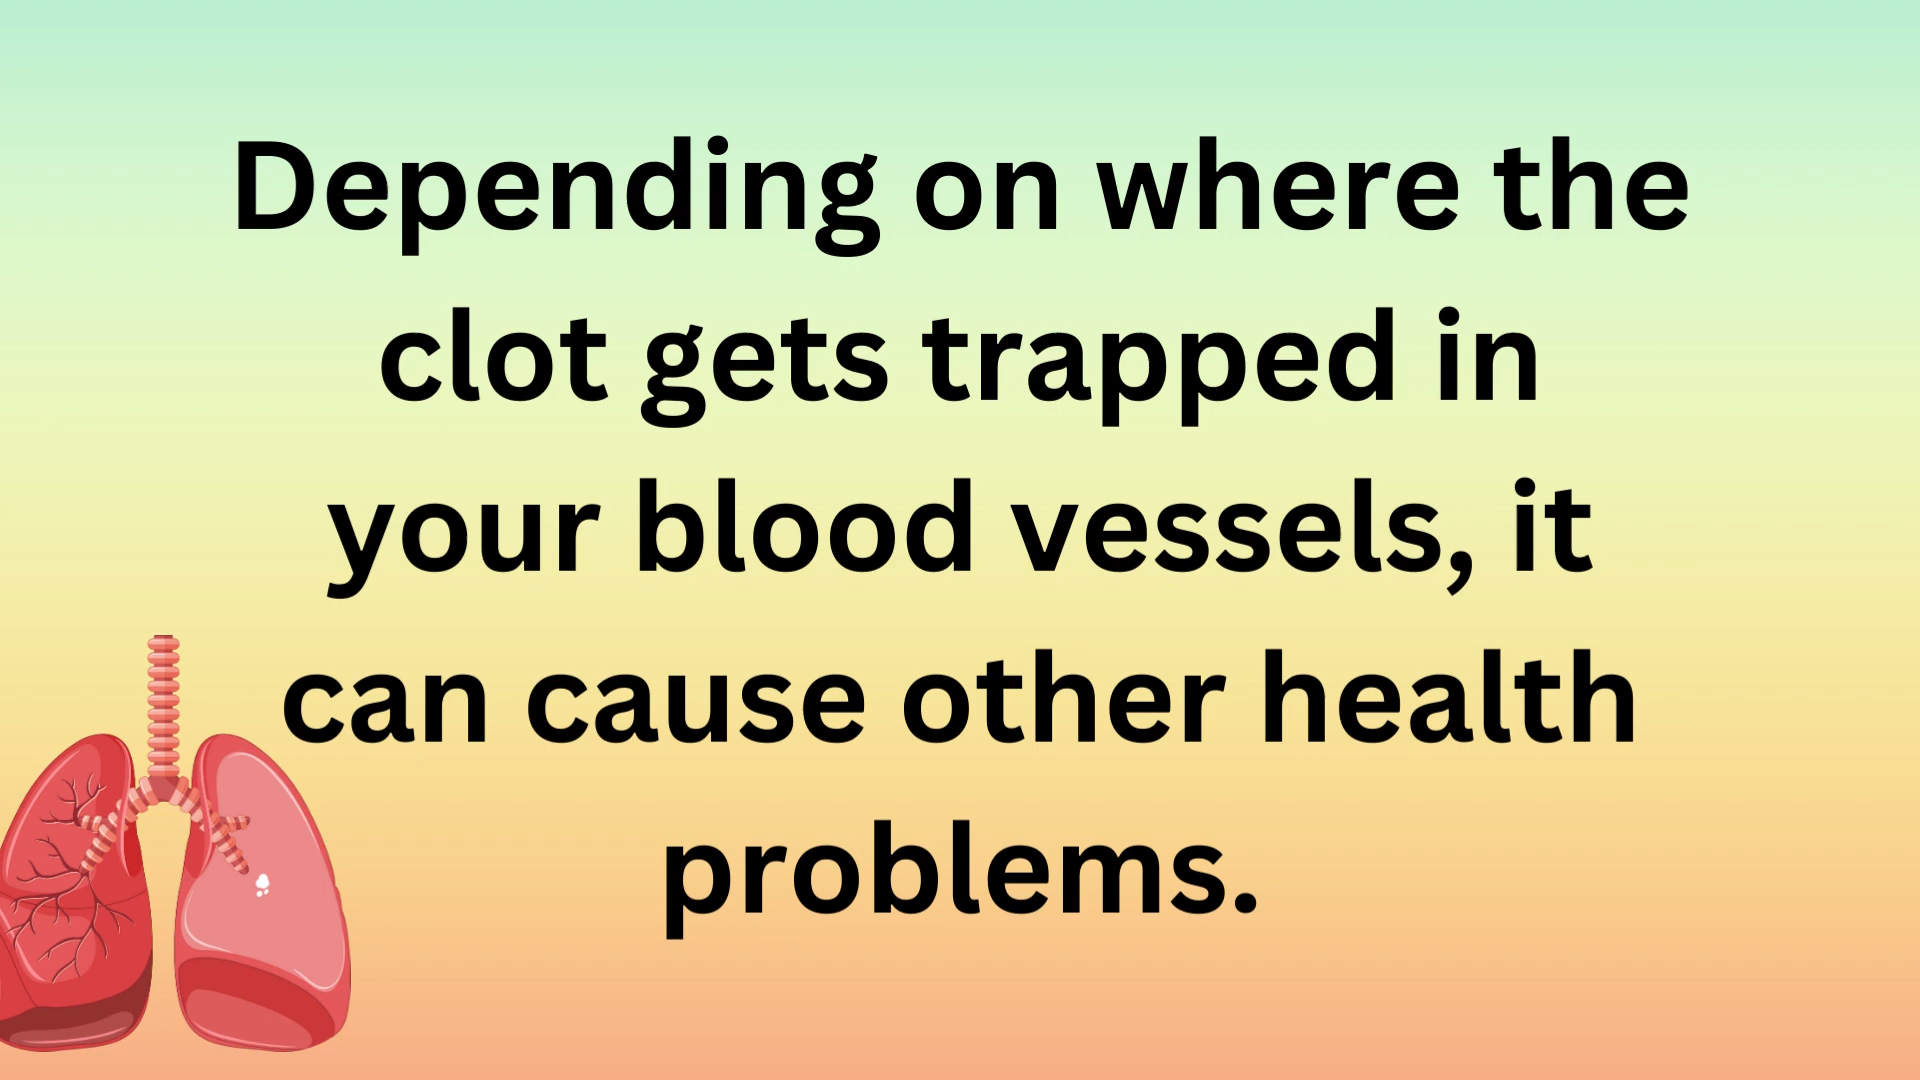 Depending on where the
clot gets trapped in
your blood vessels, it
can cause other health
problems.